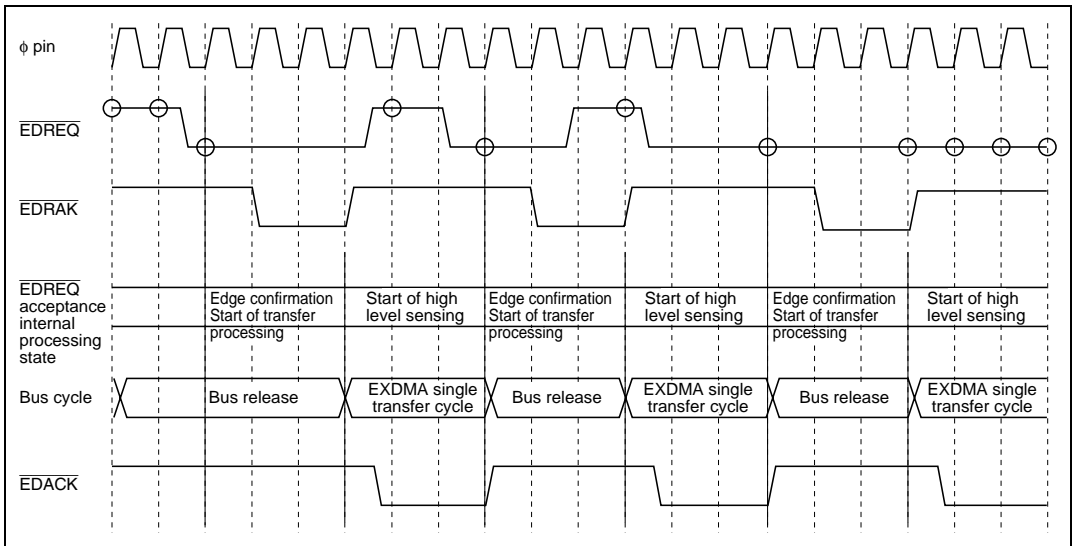 ϕ pin
EDREQ
EDRAK
EDREQ
acceptance
internal
processing
state
Edge confirmation
Start of transfer
processing
Start of high
level sensing
Edge confirmation
Start of transfer
processing
Start of high
level sensing
Edge confirmation
Start of transfer
processing
Start of high
level sensing
Bus cycle
Bus release
EXDMA single
transfer cycle
Bus release
EXDMA single
transfer cycle
Bus release
EXDMA single
transfer cycle
EDACK